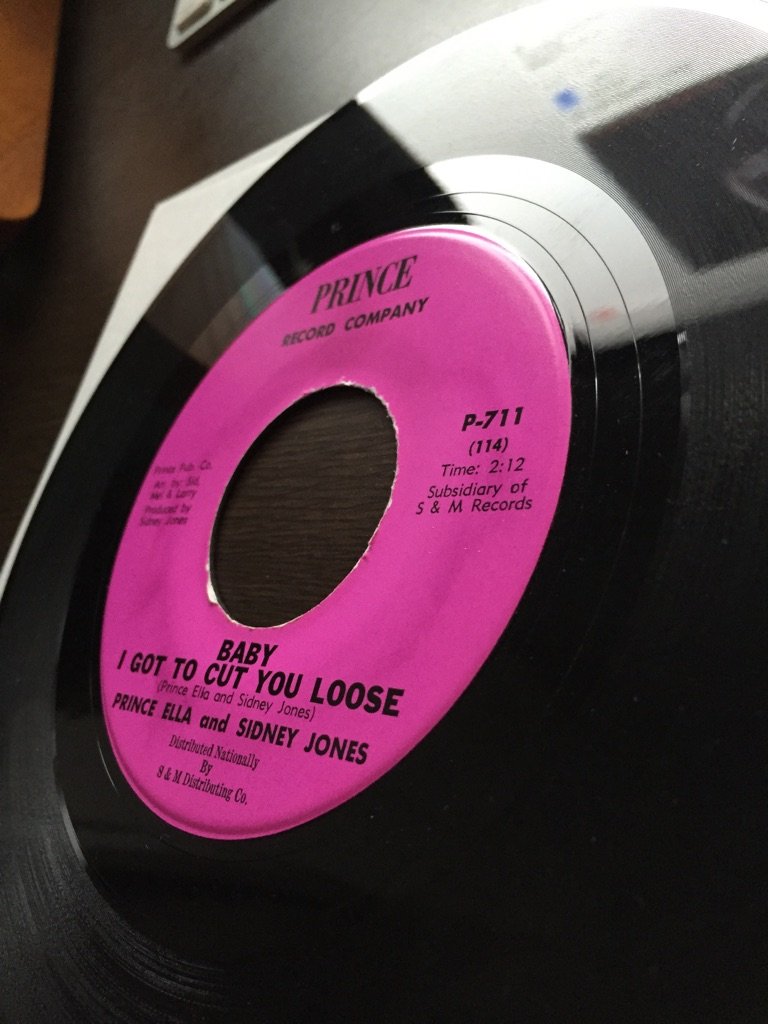 PRINCE
RECORD COMPANY
P-711
(114)
Time: 2:12
Subsidiary of
S & M Records
Prince Pub. Co.
Arr. by: Sid,
Mel & Larry
Produced by
Sidney Jones
BABY
I GOT TO CUT YOU LOOSE
(Prince Ella and Sidney Jones)
PRINCE ELLA and SIDNEY JONES
Distributed Nationally
By
S & M Distributing Co.